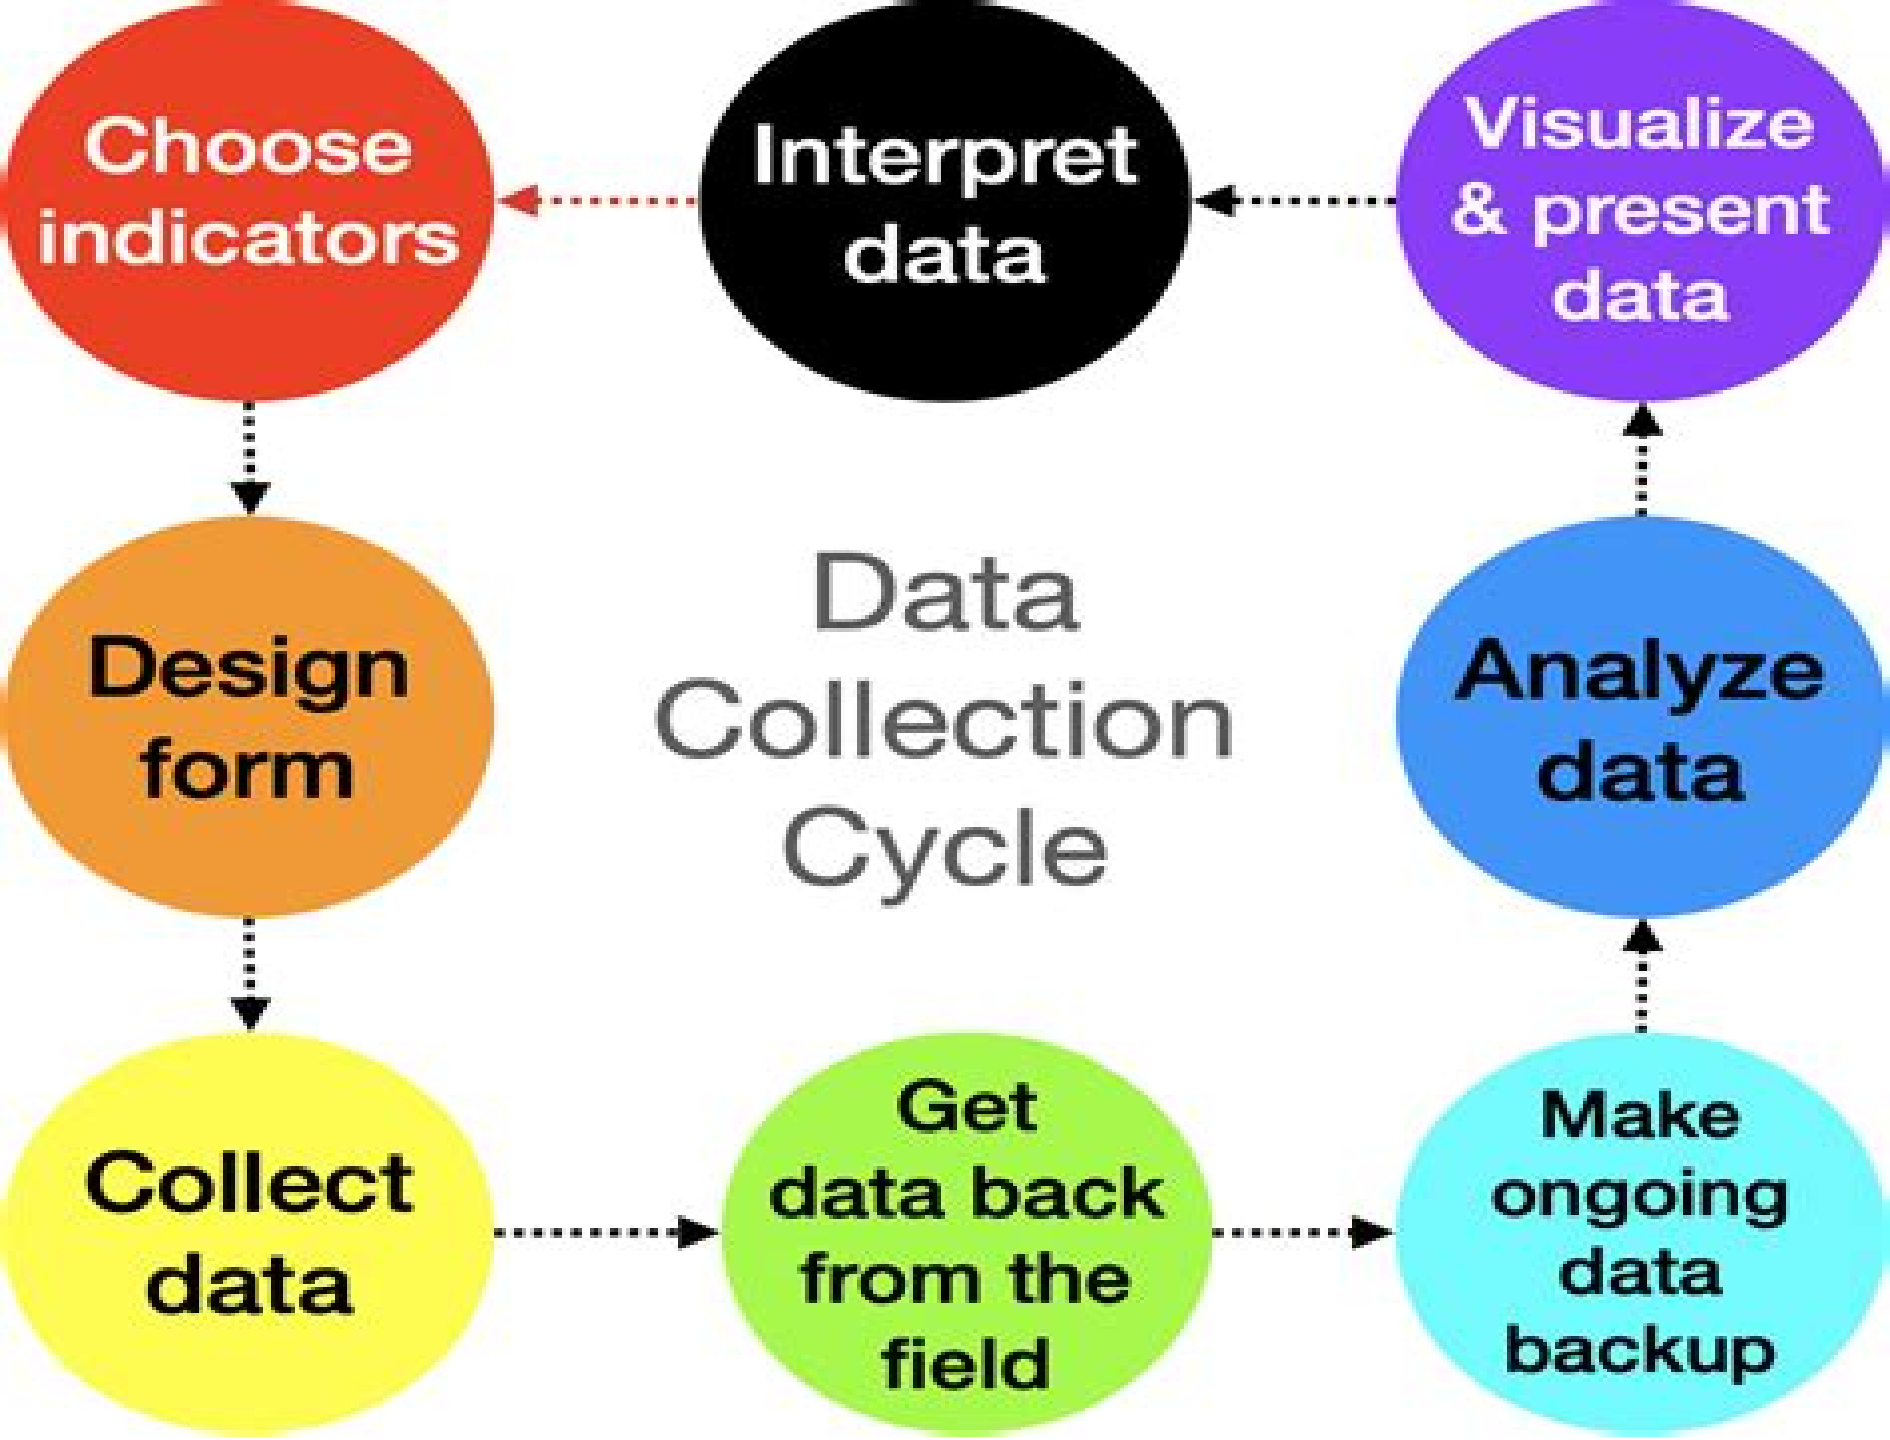 Choose
indicators
Interpret
data
Visualize
& present
data
Design
form
Data
Collection
Cycle
Analyze
data
Collect
data
Get
data back
from the
field
Make
ongoing
data
backup